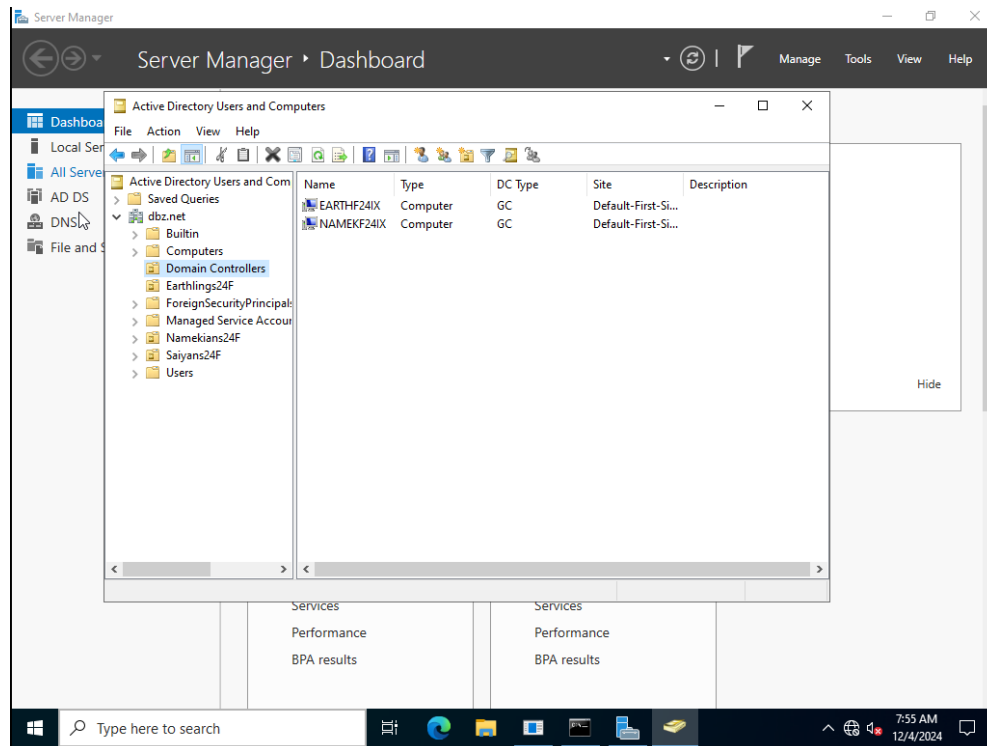 Server Manager
Server Manager ‣ Dashboard
Manage Tools View Help
Active Directory Users and Computers
File Action View Help
Dashboa
Local Ser
All Server
AD DS
DNS
File and S
Active Directory Users and Com
Saved Queries
dbz.net
Builtin
Computers
Domain Controllers
Earthlings24F
ForeignSecurityPrincipals
Managed Service Accour
Namekians24F
Saiyans24F
Users
Name Type DC Type Site Description
EARTHF24IX Computer GC Default-First-Si...
NAMEKF24IX Computer GC Default-First-Si...
Hide
Services
Performance
BPA results
Services
Performance
BPA results
Type here to search
7:55 AM
12/4/2024